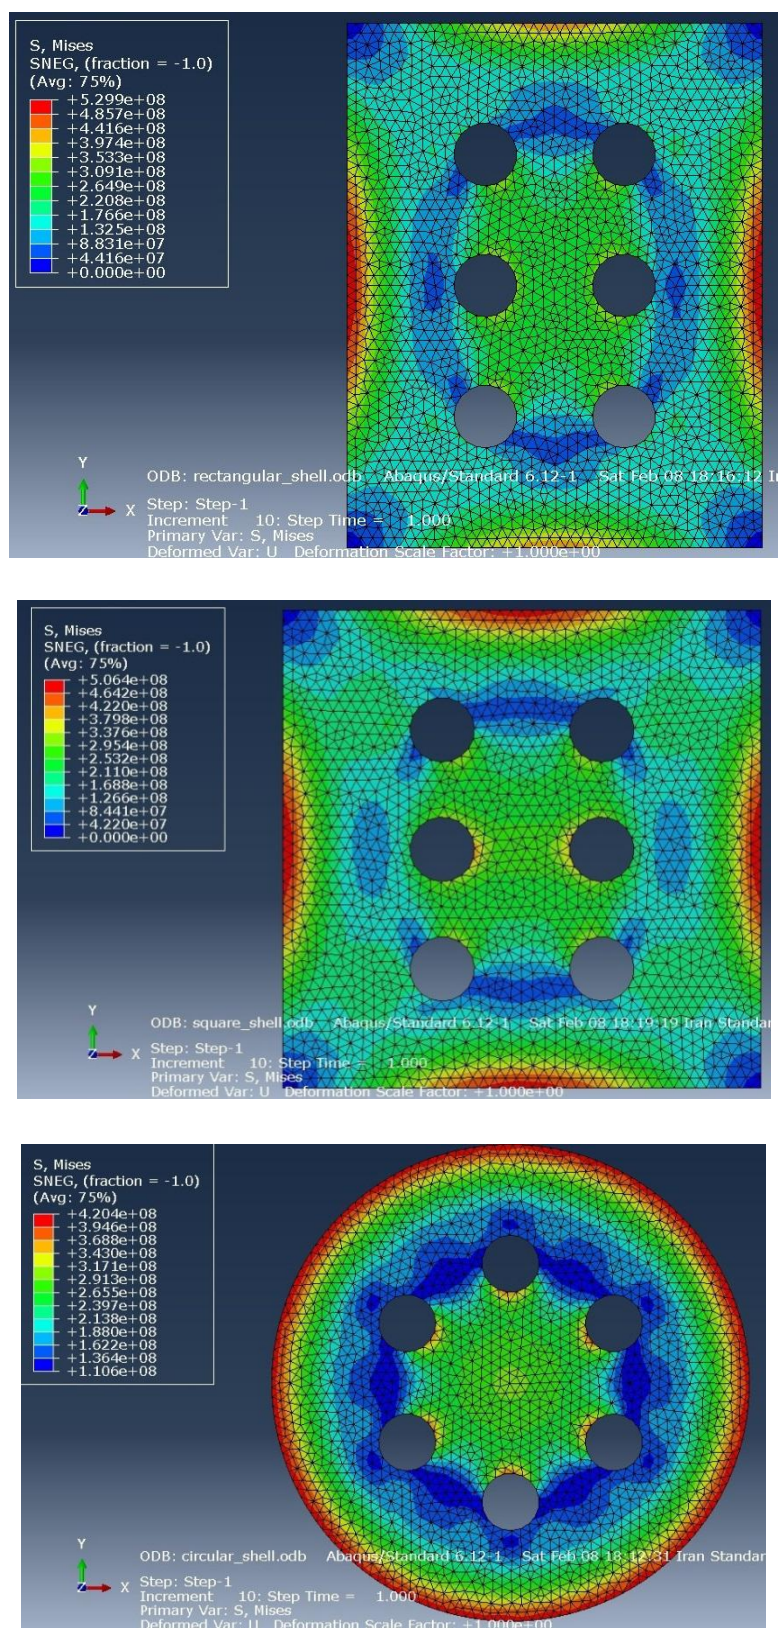 S, Mises
SNEG, (fraction = -1.0)
(Avg: 75%)
+5.299e+08
+4.857e+08
+4.416e+08
+3.974e+08
+3.533e+08
+3.091e+08
+2.649e+08
+2.208e+08
+1.766e+08
+1.325e+08
+8.831e+07
+4.416e+07
+0.000e+00
Y
X
ODB: rectangular_shell.odb Abaqus/Standard 6.12-1 Sat Feb 08 18:16:12
Step: Step-1
Increment 10: Step Time = 1.000
Primary Var: S, Mises
Deformed Var: U Deformation Scale Factor: +1.000e+00
S, Mises
SNEG, (fraction = -1.0)
(Avg: 75%)
+5.064e+08
+4.642e+08
+4.220e+08
+3.798e+08
+3.376e+08
+2.954e+08
+2.532e+08
+2.110e+08
+1.688e+08
+1.266e+08
+8.441e+07
+4.220e+07
+0.000e+00
Y
X
ODB: square_shell.odb Abaqus/Standard 6.12-1 Sat Feb 08 18:19:19 Iran Standar
Step: Step-1
Increment 10: Step Time = 1.000
Primary Var: S, Mises
Deformed Var: U Deformation Scale Factor: +1.000e+00
S, Mises
SNEG, (fraction = -1.0)
(Avg: 75%)
+4.204e+08
+3.946e+08
+3.688e+08
+3.430e+08
+3.171e+08
+2.913e+08
+2.655e+08
+2.397e+08
+2.138e+08
+1.880e+08
+1.622e+08
+1.364e+08
+1.106e+08
Y
X
ODB: circular_shell.odb Abaqus/Standard 6.12-1 Sat Feb 08 18:12:31 Iran Standar
Step: Step-1
Increment 10: Step Time = 1.000
Primary Var: S, Mises
Deformed Var: U Deformation Scale Factor: +1.000e+00